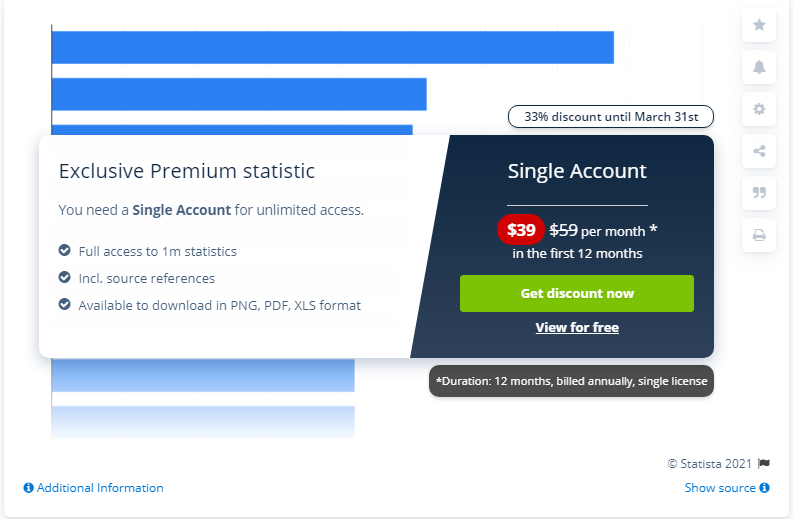 33% discount until March 31st
Exclusive Premium statistic
You need a Single Account for unlimited access.
Full access to 1m statistics
Incl. source references
Available to download in PNG, PDF, XLS format
Single Account
$39 $59 per month *
in the first 12 months
Get discount now
View for free
*Duration: 12 months, billed annually, single license
© Statista 2021
Additional Information
Show source